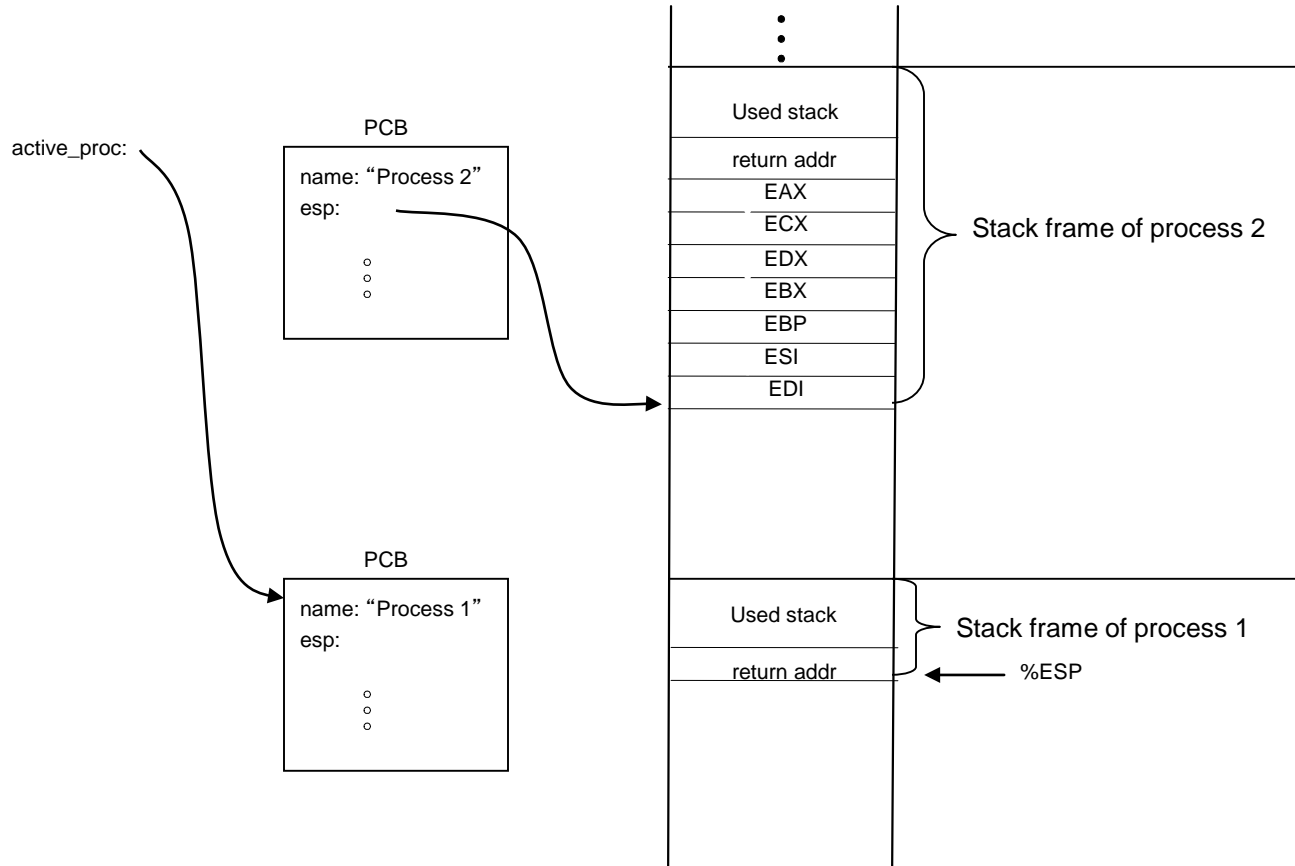 active_proc:
PCB
name: “Process 2”
esp:
Used stack
return addr
EAX
ECX
EDX
EBX
EBP
ESI
EDI
Stack frame of process 2
PCB
name: “Process 1”
esp:
Used stack
return addr
Stack frame of process 1
%ESP